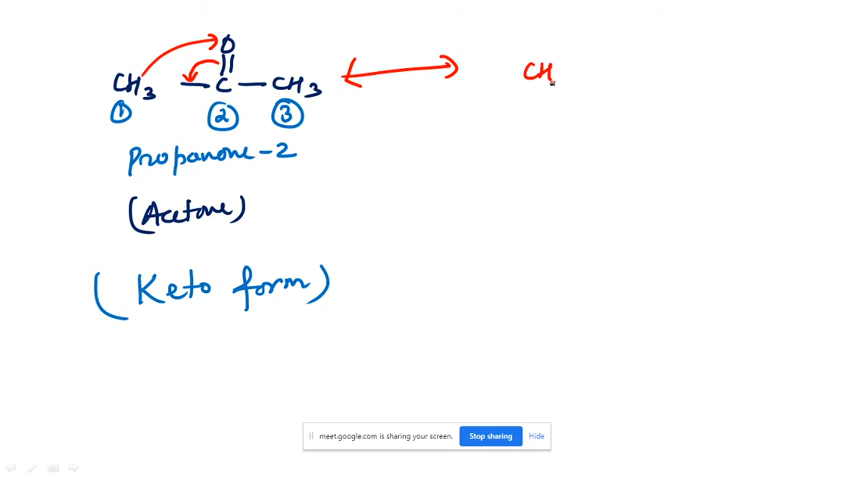 O
CH3 — C — CH3 CH
1 2 3
Propanone-2
(Acetone)
(Keto form)
meet.google.com is sharing your screen. Stop sharing Hide